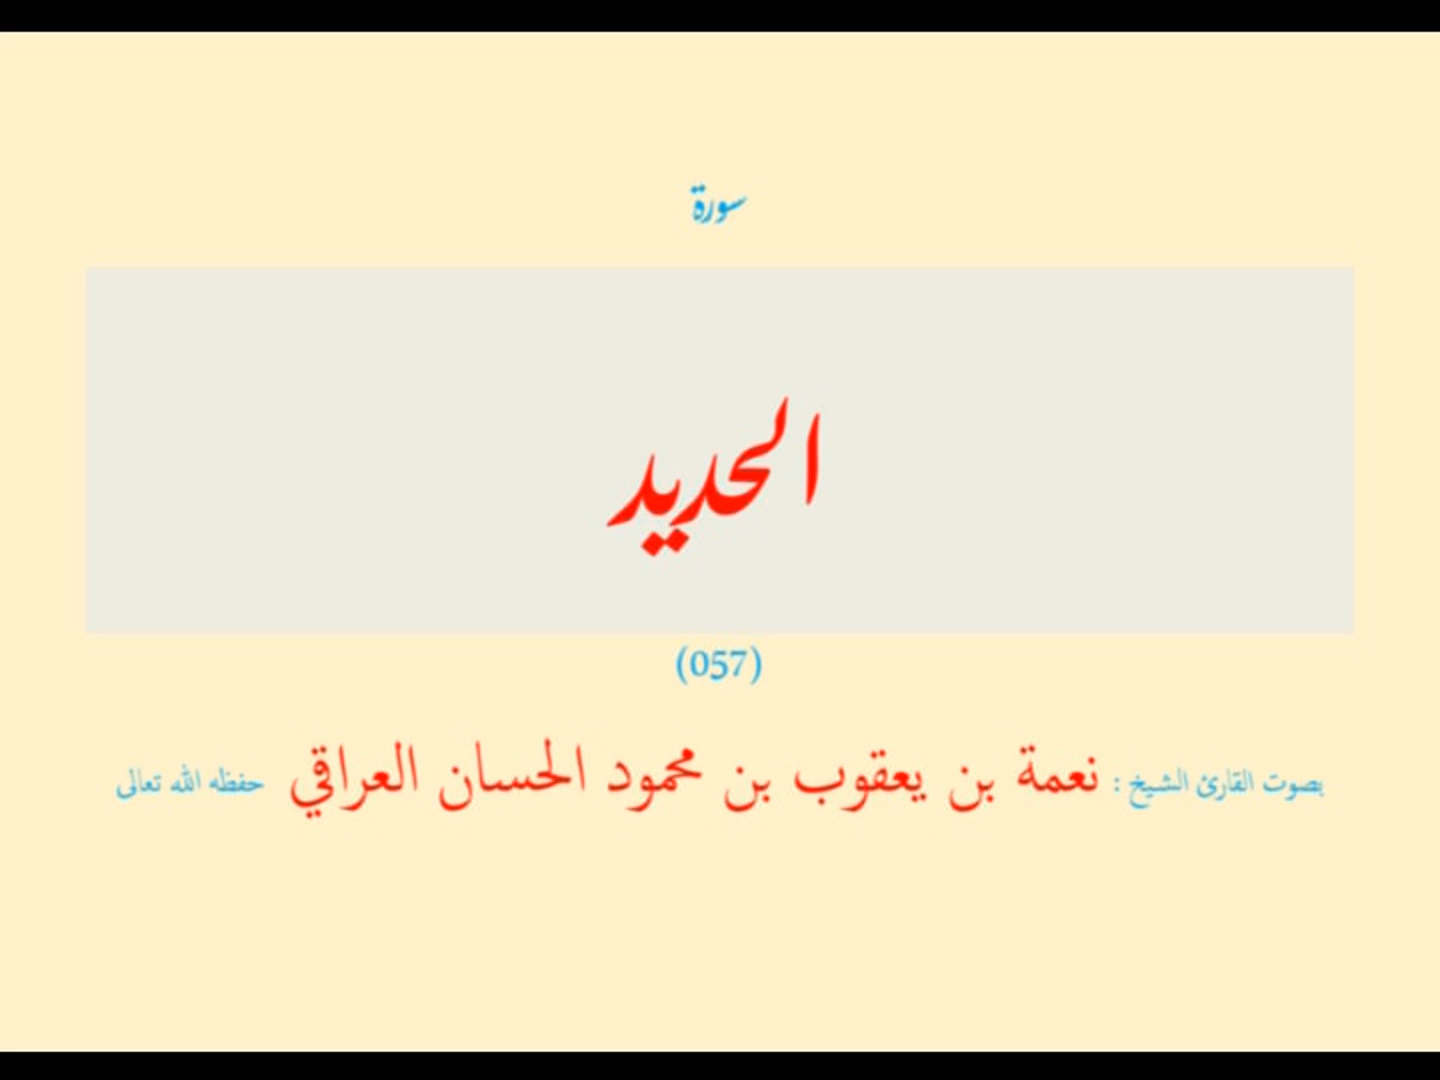 سورة
الحديد
(057)
بصوت القارئ الشيخ : نعمة بن يعقوب بن محمود الحسان العراقي حفظه الله تعالى